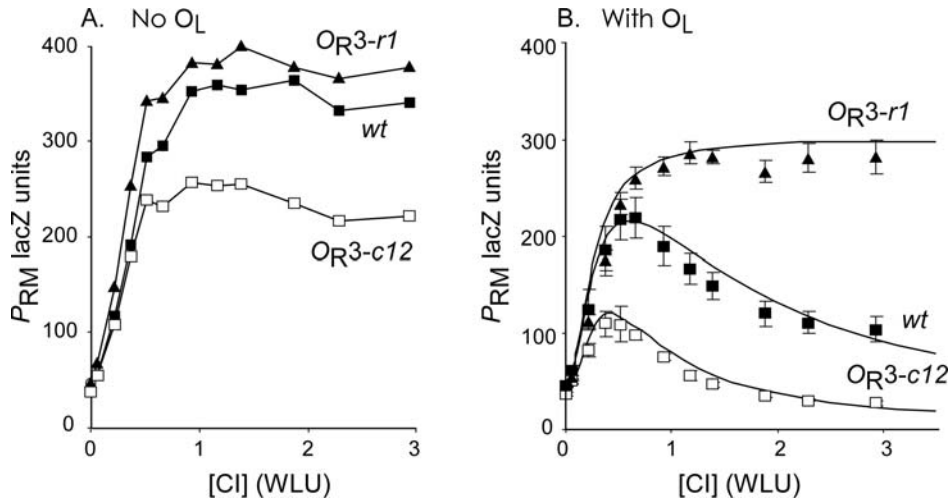 A. No OL
PRM lacZ units
400
300
200
100
0
0
1
2
3
[CI] (WLU)
OR3-r1
wt
OR3-c12
B. With OL
PRM lacZ units
400
300
200
100
0
0
1
2
3
[CI] (WLU)
OR3-r1
wt
OR3-c12